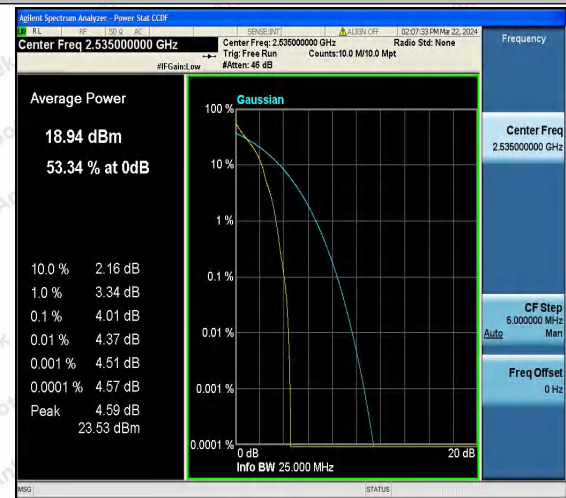 Agilent Spectrum Analyzer - Power Stat CCDF
RL RF 50 Ω AC SENSE:INT ALIGN OFF 02:07:33 PM Mar 22, 2024
Center Freq 2.535000000 GHz
Center Freq: 2.535000000 GHz Radio Std: None
Trig: Free Run Counts:10.0 M/10.0 Mpt
#IFGain:Low #Atten: 46 dB
Frequency
Average Power
18.94 dBm
53.34 % at 0dB
10.0 % 2.16 dB
1.0 % 3.34 dB
0.1 % 4.01 dB
0.01 % 4.37 dB
0.001 % 4.51 dB
0.0001 % 4.57 dB
Peak 4.59 dB
23.53 dBm
Gaussian
100 %
10 %
1 %
0.1 %
0.01 %
0.001 %
0.0001 %
0 dB 20 dB
Info BW 25.000 MHz
Center Freq
2.535000000 GHz
CF Step
5.000000 MHz
Auto Man
Freq Offset
0 Hz
MSG STATUS